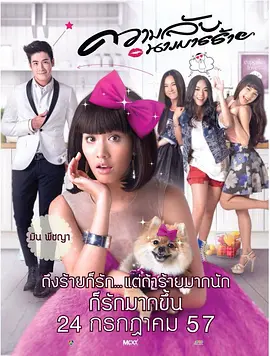 ความลับ
นางมารร้าย
มิน พีชญา
ถึงร้ายก็รัก...แต่ถ้าร้ายมากนัก
ก็รักมากขึ้น
24 กรกฎาคม 57